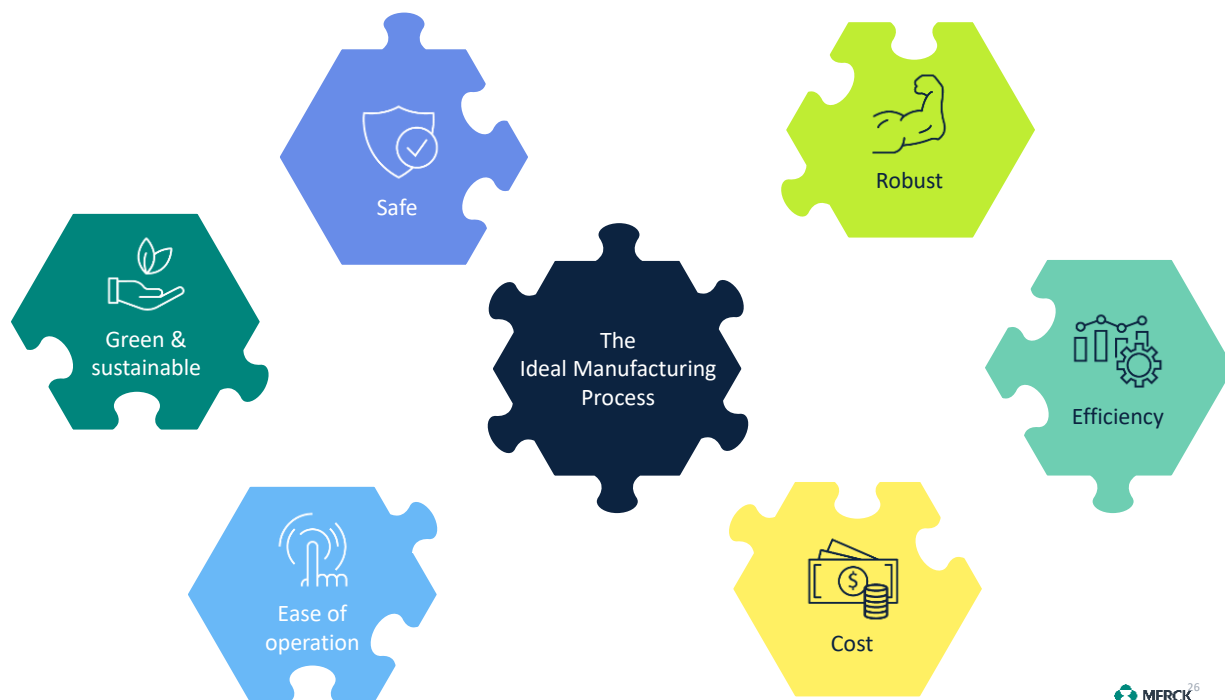 Safe
Robust
Green &
sustainable
The
Ideal Manufacturing
Process
Efficiency
$
Ease of
operation
Cost
MERCK
26